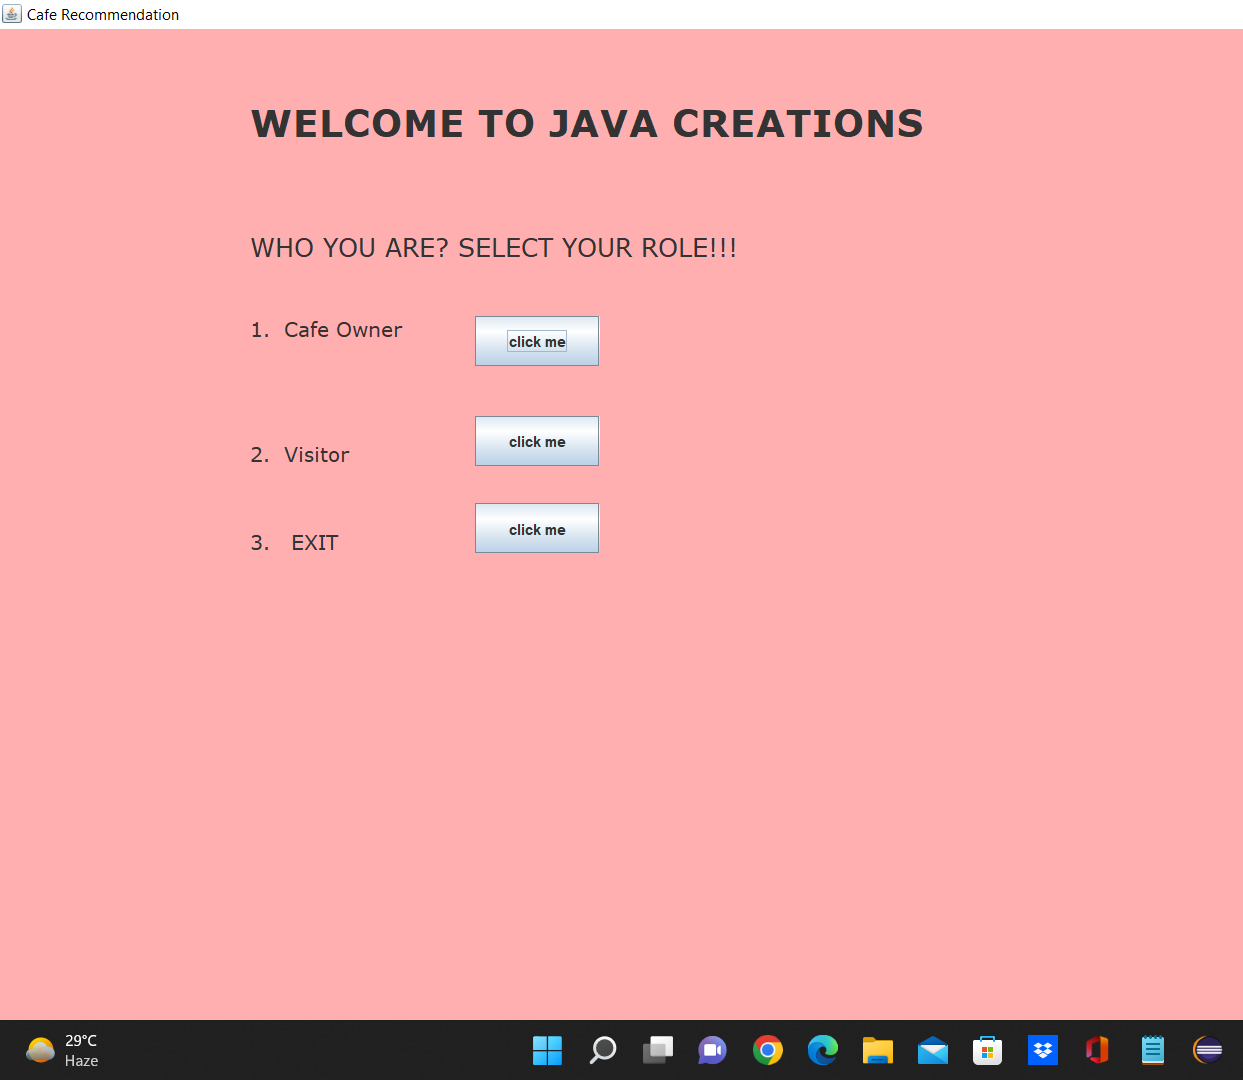 Cafe Recommendation
WELCOME TO JAVA CREATIONS
WHO YOU ARE? SELECT YOUR ROLE!!!
1. Cafe Owner click me
2. Visitor click me
3. EXIT click me
29°C
Haze